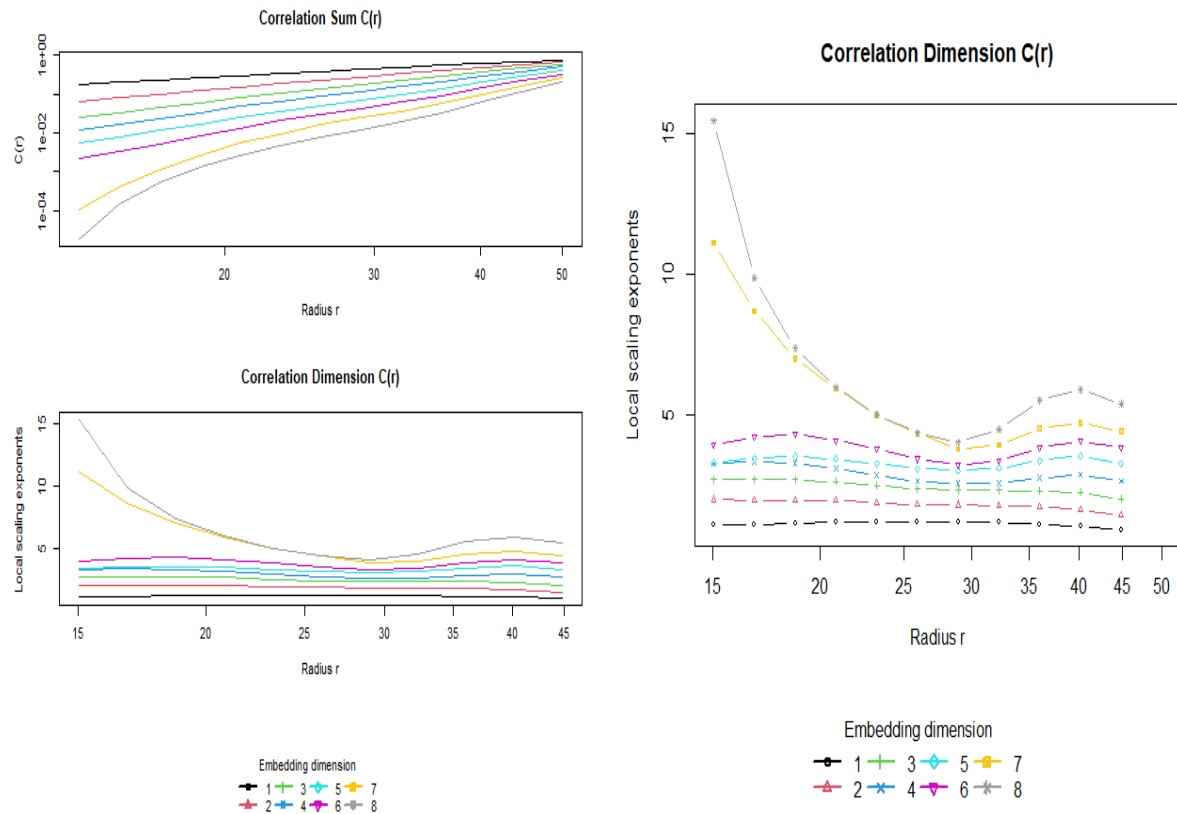 Correlation Sum C(r)
1e+00
1e-02
1e-04
C(r)
20 30 40 50
Radius r
Correlation Dimension C(r)
15
10
5
Local scaling exponents
15 20 25 30 35 40 45
Radius r
Embedding dimension
1 3 5 7
2 4 6 8
Correlation Dimension C(r)
15
10
5
Local scaling exponents
15 20 25 30 35 40 45 50
Radius r
Embedding dimension
1 3 5 7
2 4 6 8